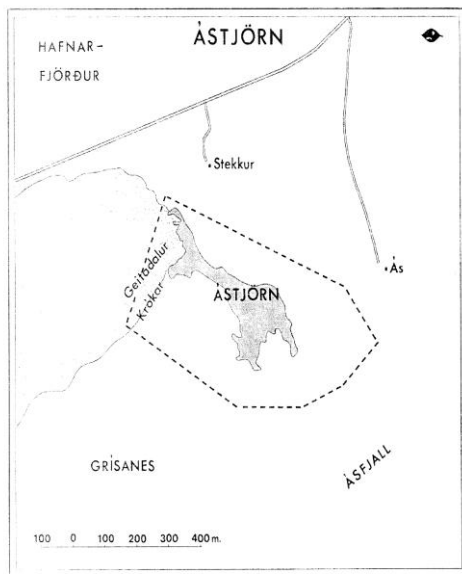 ÁSTJÖRN
HAFNAR-
FJÖRÐUR
Stekkur
Ás
Geitadalur
Krókar
ÁSTJÖRN
GRÍSANES
ÁSFJALL
100 0 100 200 300 400 m.